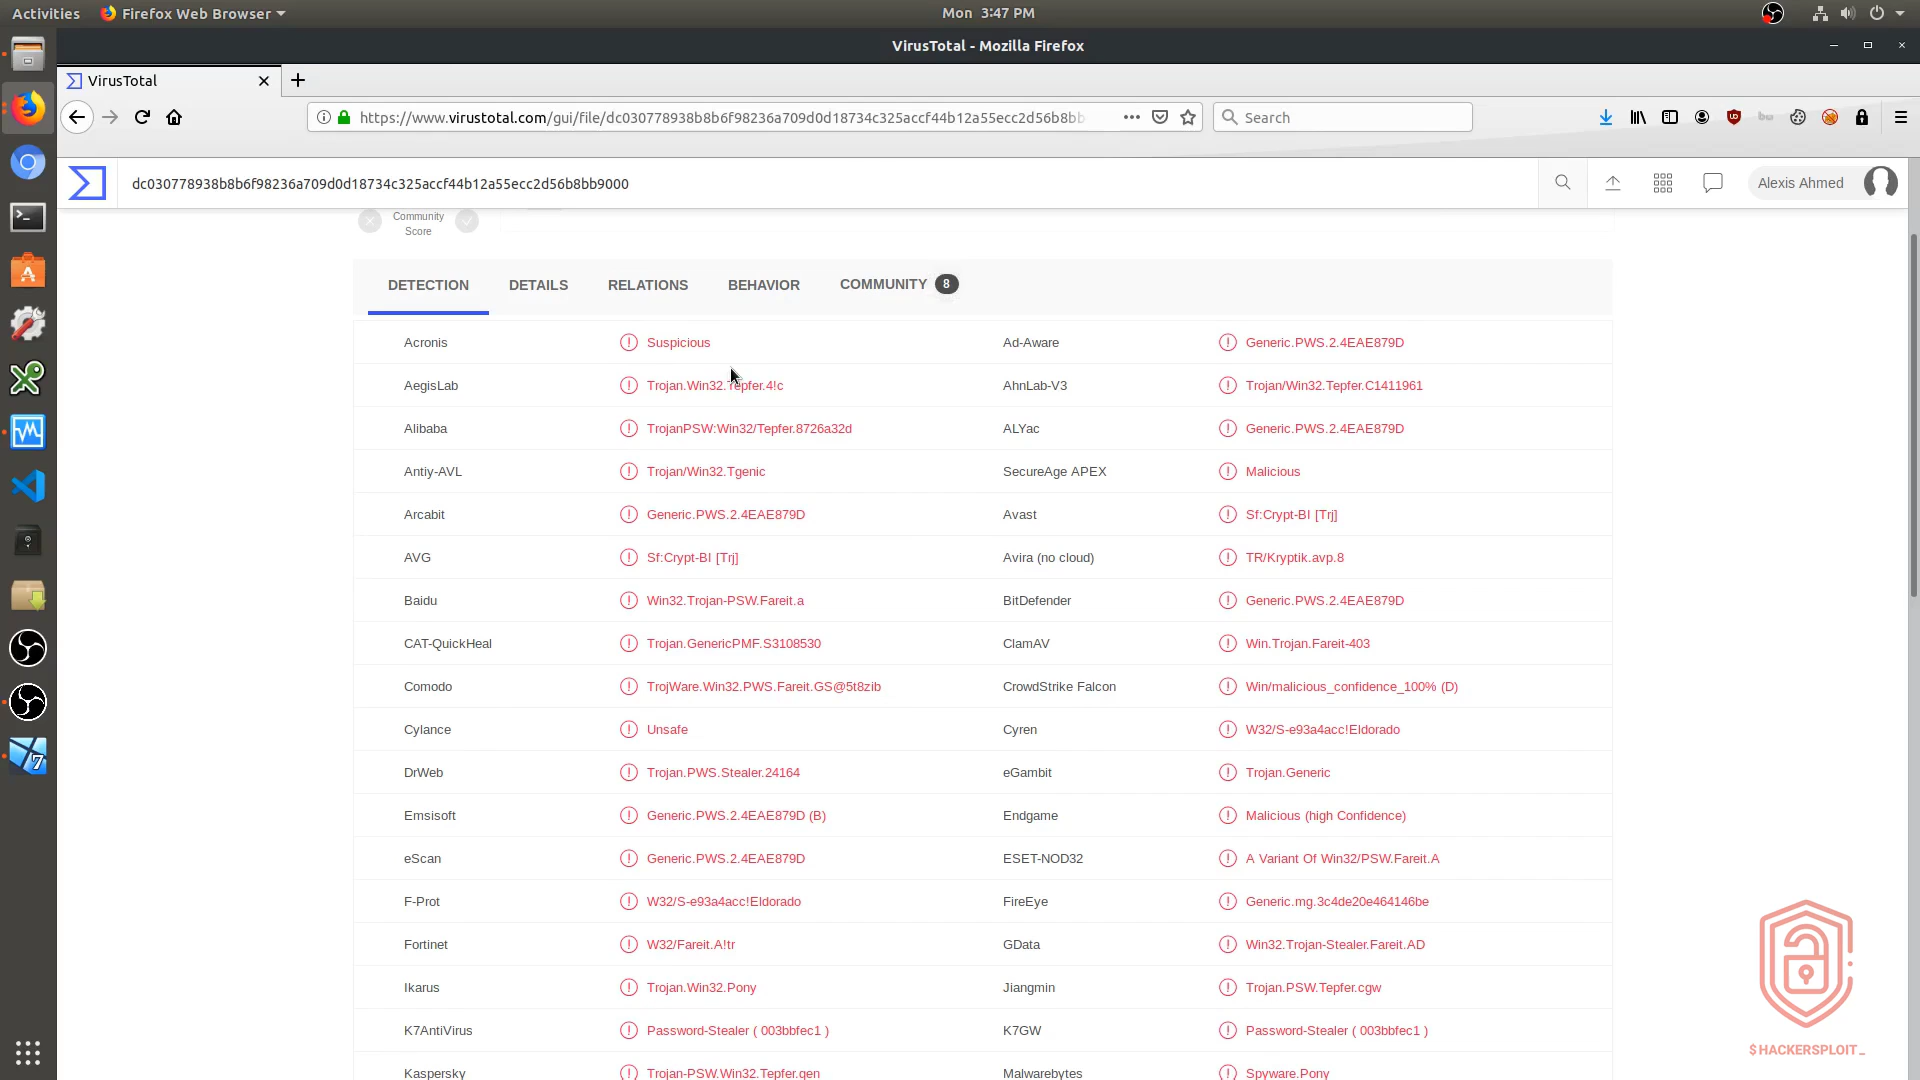 Activities Firefox Web Browser Mon 3:47 PM
VirusTotal - Mozilla Firefox
VirusTotal
https://www.virustotal.com/gui/file/dc030778938b8b6f98236a709d0d18734c325accf44b12a55ecc2d56b8bb Search
dc030778938b8b6f98236a709d0d18734c325accf44b12a55ecc2d56b8bb9000 Alexis Ahmed
Community
Score
DETECTION DETAILS RELATIONS BEHAVIOR COMMUNITY 8
Acronis Suspicious Ad-Aware Generic.PWS.2.4EAE879D
AegisLab Trojan.Win32.Tepfer.4!c AhnLab-V3 Trojan/Win32.Tepfer.C1411961
Alibaba TrojanPSW:Win32/Tepfer.8726a32d ALYac Generic.PWS.2.4EAE879D
Antiy-AVL Trojan/Win32.Tgenic SecureAge APEX Malicious
Arcabit Generic.PWS.2.4EAE879D Avast Sf:Crypt-BI [Trj]
AVG Sf:Crypt-BI [Trj] Avira (no cloud) TR/Kryptik.avp.8
Baidu Win32.Trojan-PSW.Fareit.a BitDefender Generic.PWS.2.4EAE879D
CAT-QuickHeal Trojan.GenericPMF.S3108530 ClamAV Win.Trojan.Fareit-403
Comodo TrojWare.Win32.PWS.Fareit.GS@5t8zib CrowdStrike Falcon Win/malicious_confidence_100% (D)
Cylance Unsafe Cyren W32/S-e93a4acc!Eldorado
DrWeb Trojan.PWS.Stealer.24164 eGambit Trojan.Generic
Emsisoft Generic.PWS.2.4EAE879D (B) Endgame Malicious (high Confidence)
eScan Generic.PWS.2.4EAE879D ESET-NOD32 A Variant Of Win32/PSW.Fareit.A
F-Prot W32/S-e93a4acc!Eldorado FireEye Generic.mg.3c4de20e464146be
Fortinet W32/Fareit.A!tr GData Win32.Trojan-Stealer.Fareit.AD
Ikarus Trojan.Win32.Pony Jiangmin Trojan.PSW.Tepfer.cgw
K7AntiVirus Password-Stealer ( 003bbfec1 ) K7GW Password-Stealer ( 003bbfec1 )
Kaspersky Trojan-PSW.Win32.Tepfer.gen Malwarebytes Spyware.Pony
$HACKERSPLOIT_